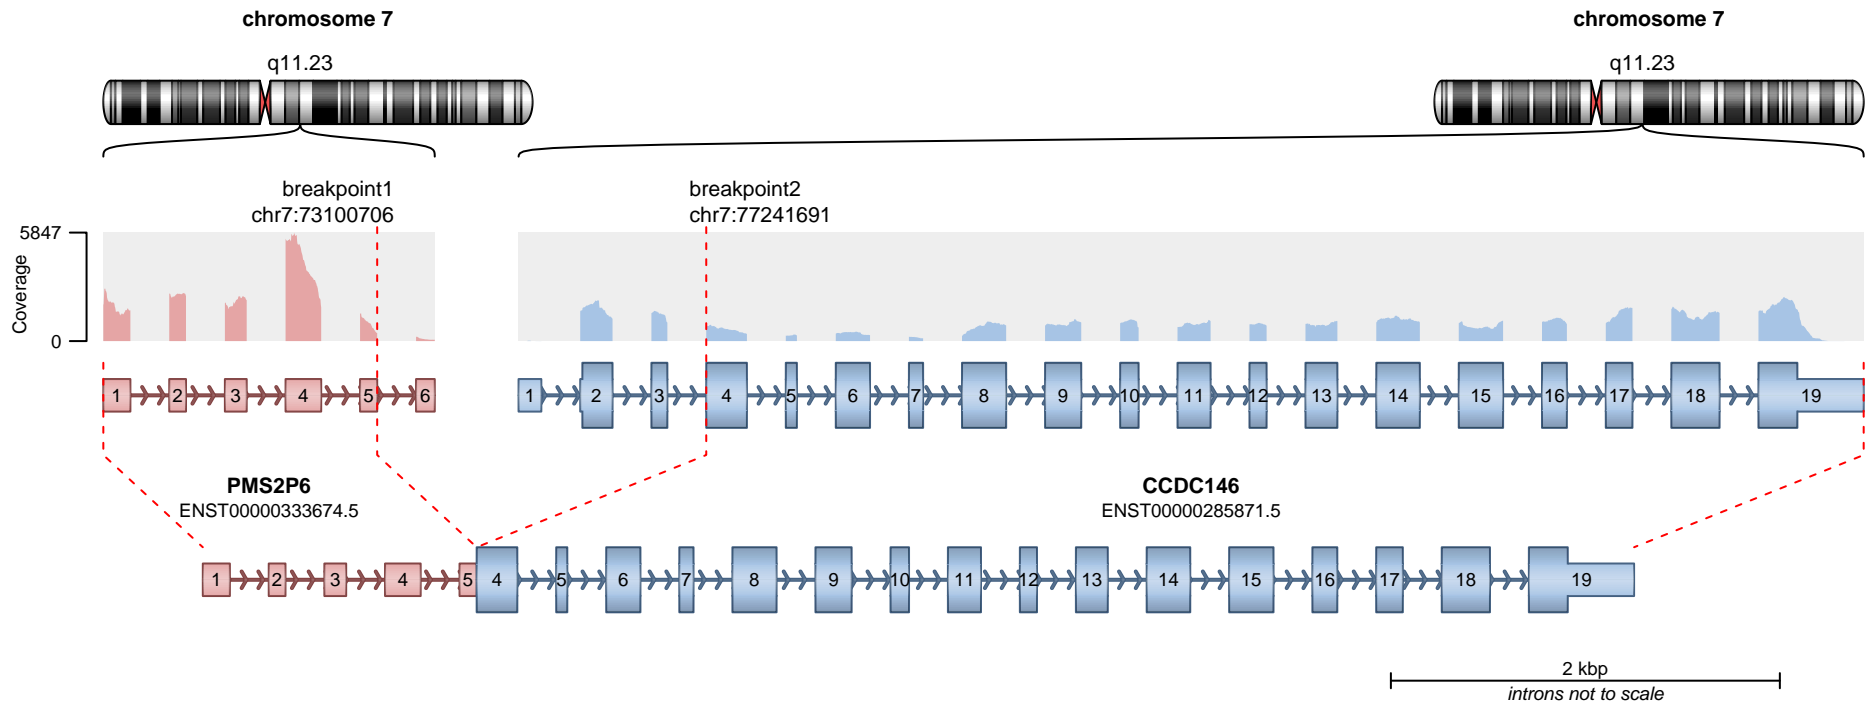 chromosome 7
chromosome 7
q11.23
q11.23
breakpoint1
chr7:73100706
breakpoint2
chr7:77241691
5847
Coverage
0
1 2 3 4 5 6
1 2 3 4 5 6 7 8 9 10 11 12 13 14 15 16 17 18 19
PMS2P6
ENST00000333674.5
CCDC146
ENST00000285871.5
1 2 3 4 5 4 5 6 7 8 9 10 11 12 13 14 15 16 17 18 19
2 kbp
introns not to scale